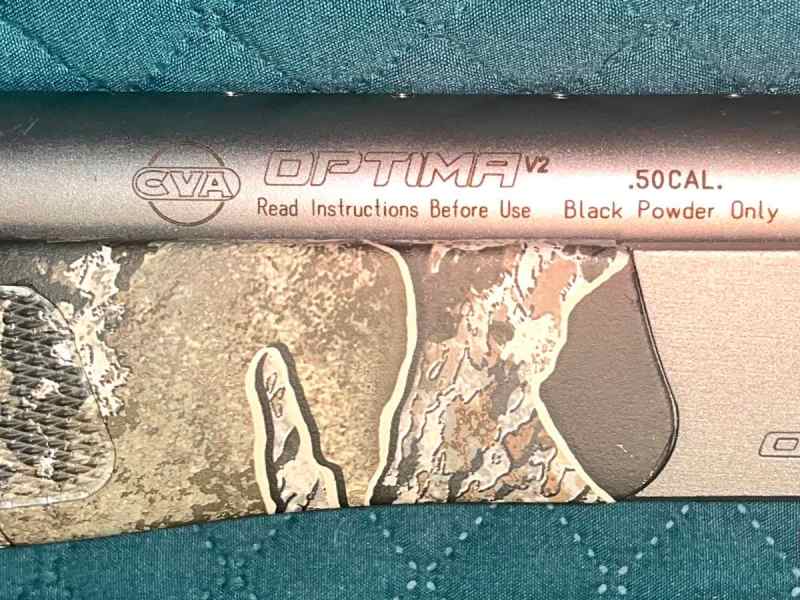 CVA OPTIMA V2 .50CAL.
Read Instructions Before Use Black Powder Only